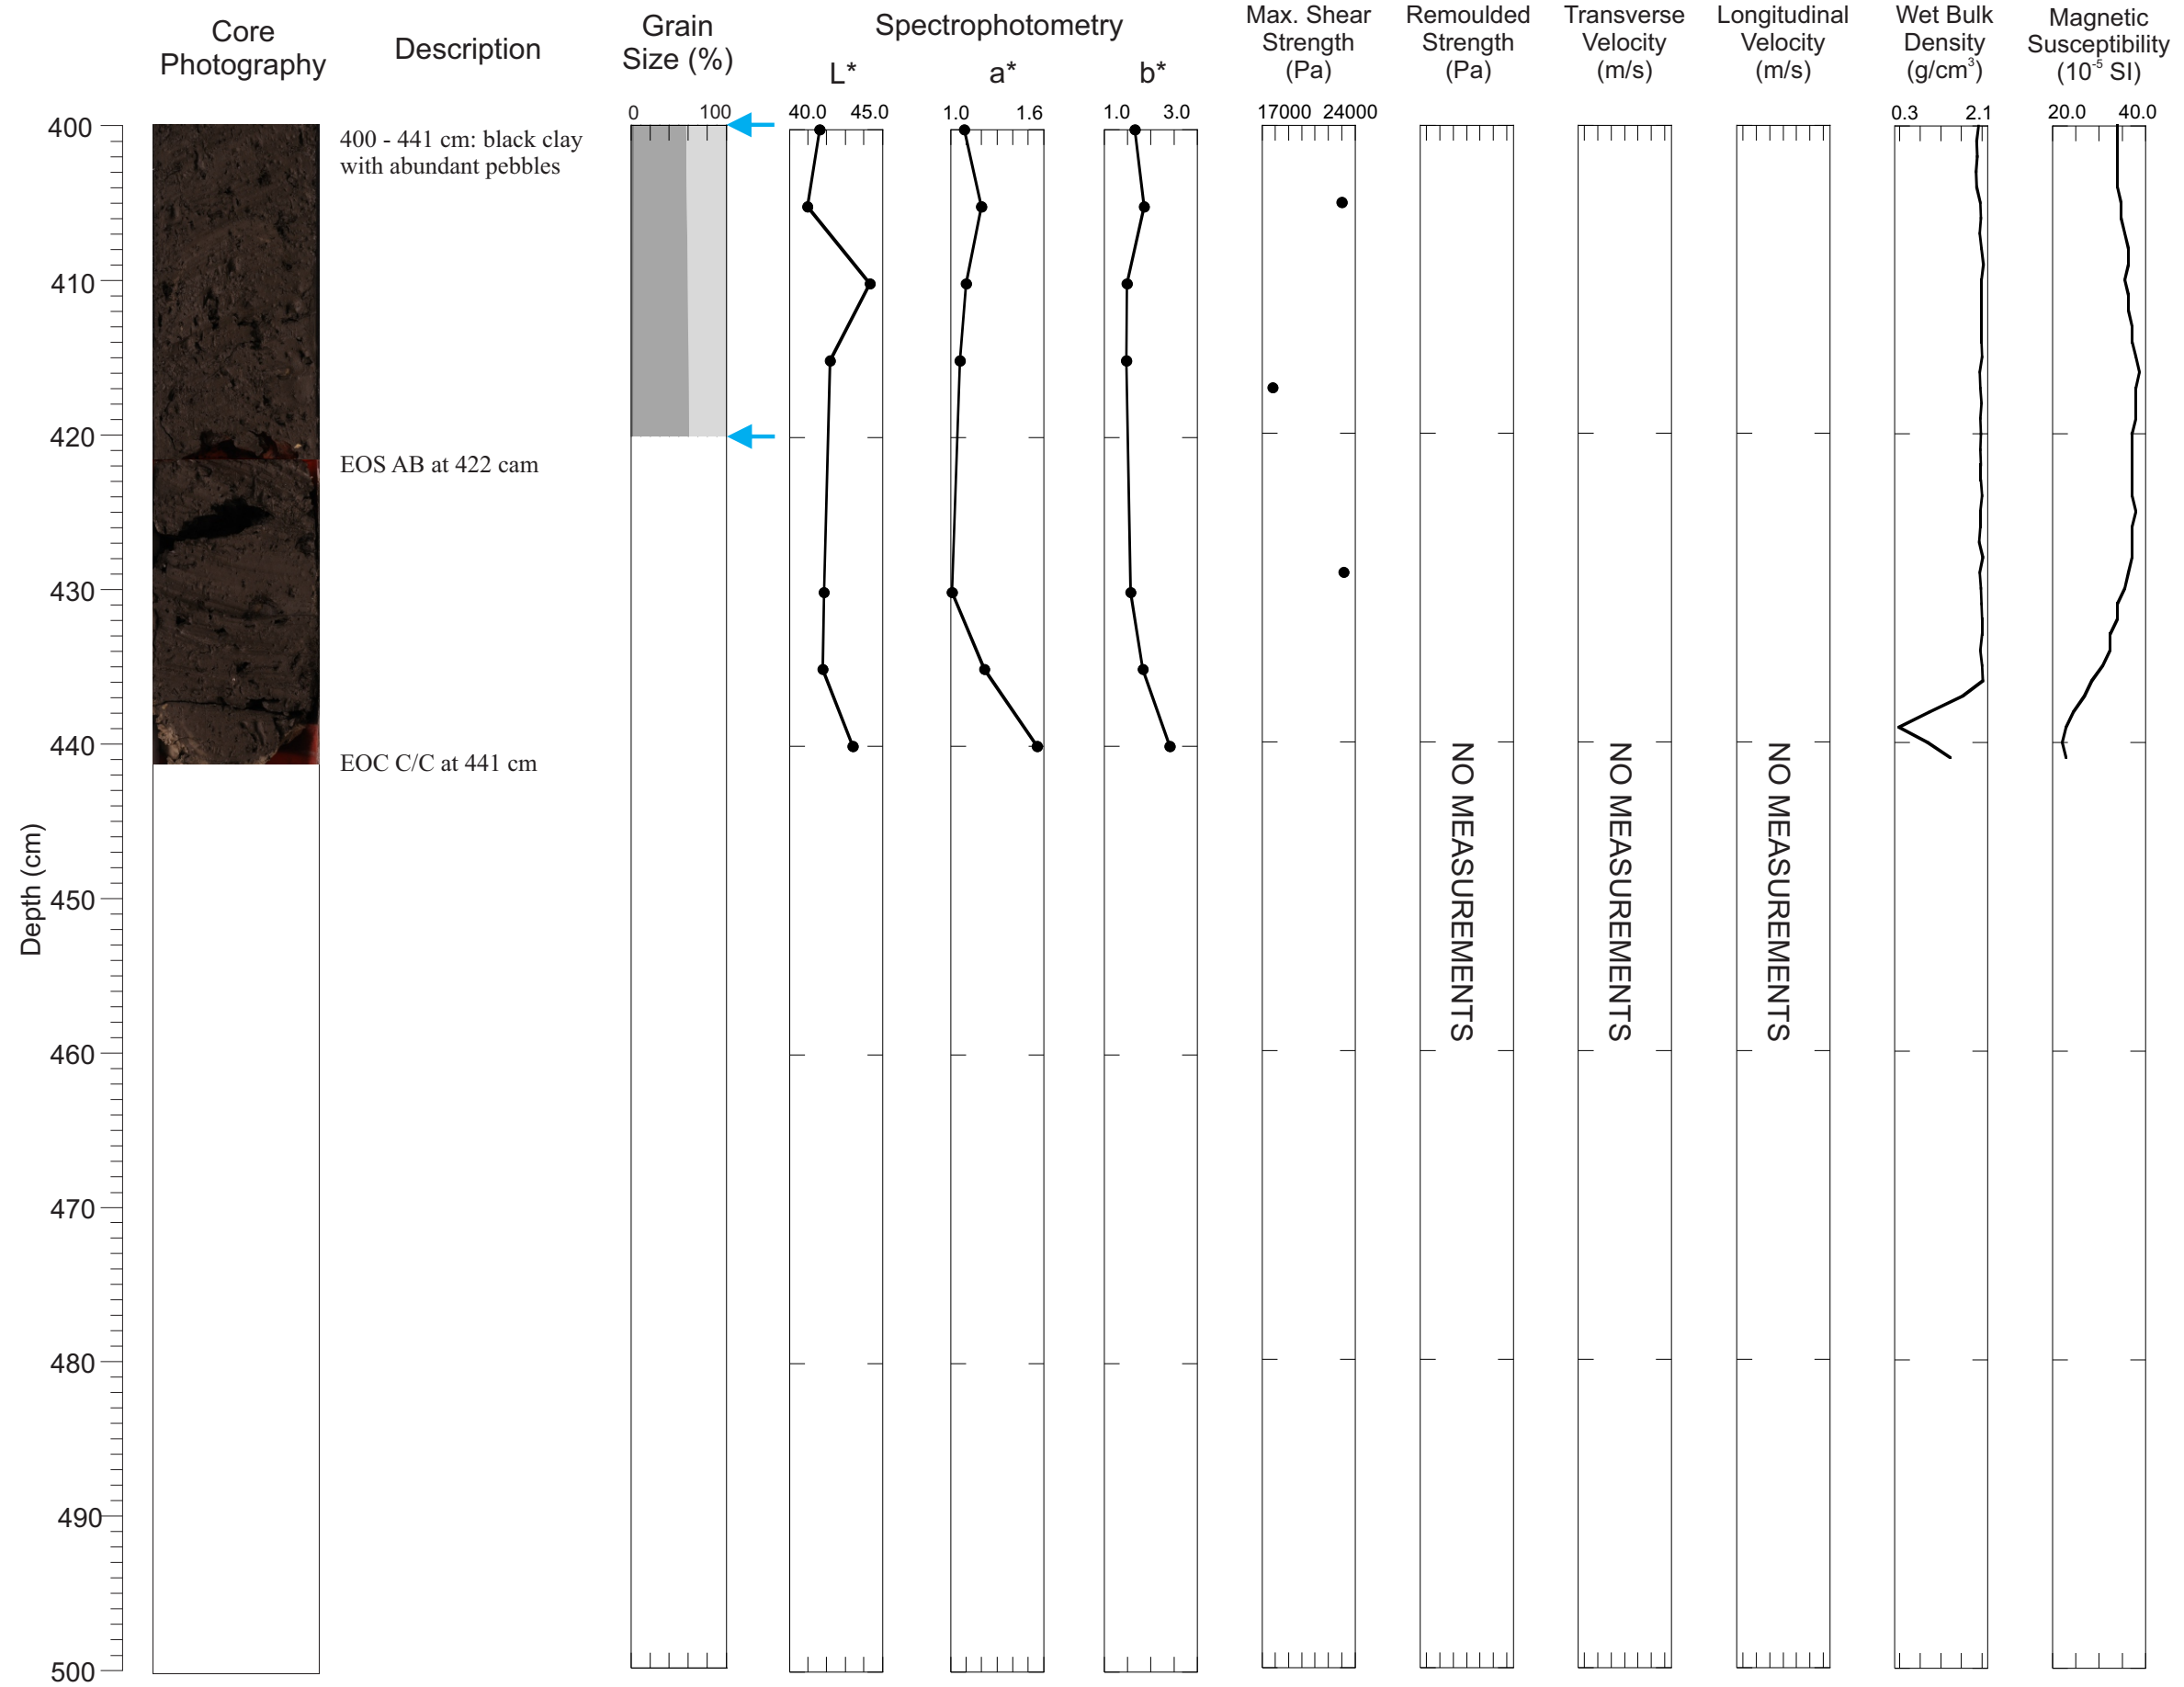 Core
Photography
Description
Grain
Size (%)
Spectrophotometry
L*
a*
b*
Max. Shear
Strength
(Pa)
Remoulded
Strength
(Pa)
Transverse
Velocity
(m/s)
Longitudinal
Velocity
(m/s)
Wet Bulk
Density
(g/cm³)
Magnetic
Susceptibility
(10⁻⁵ SI)
0 100
40.0 45.0
1.0 1.6
1.0 3.0
17000 24000
0.3 2.1
20.0 40.0
400
410
420
430
440
450
460
470
480
490
500
Depth (cm)
400 - 441 cm: black clay
with abundant pebbles
EOS AB at 422 cam
EOC C/C at 441 cm
NO MEASUREMENTS
NO MEASUREMENTS
NO MEASUREMENTS